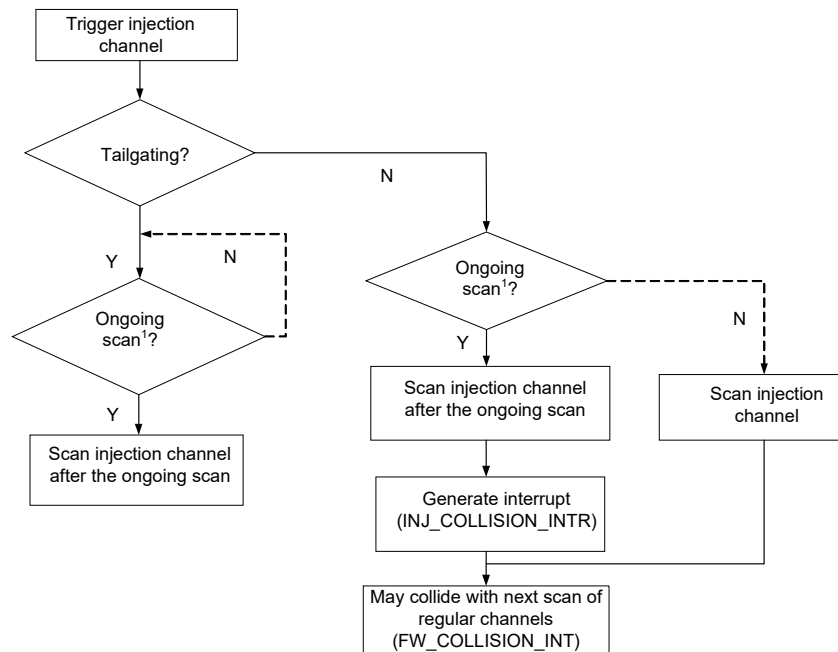 Trigger injection
channel
Tailgating?
N
Y
N
Ongoing
scan¹?
Y
Scan injection channel
after the ongoing scan
Ongoing
scan¹?
N
Y
Scan injection channel
after the ongoing scan
Scan injection
channel
Generate interrupt
(INJ_COLLISION_INTR)
May collide with next scan of
regular channels
(FW_COLLISION_INT)